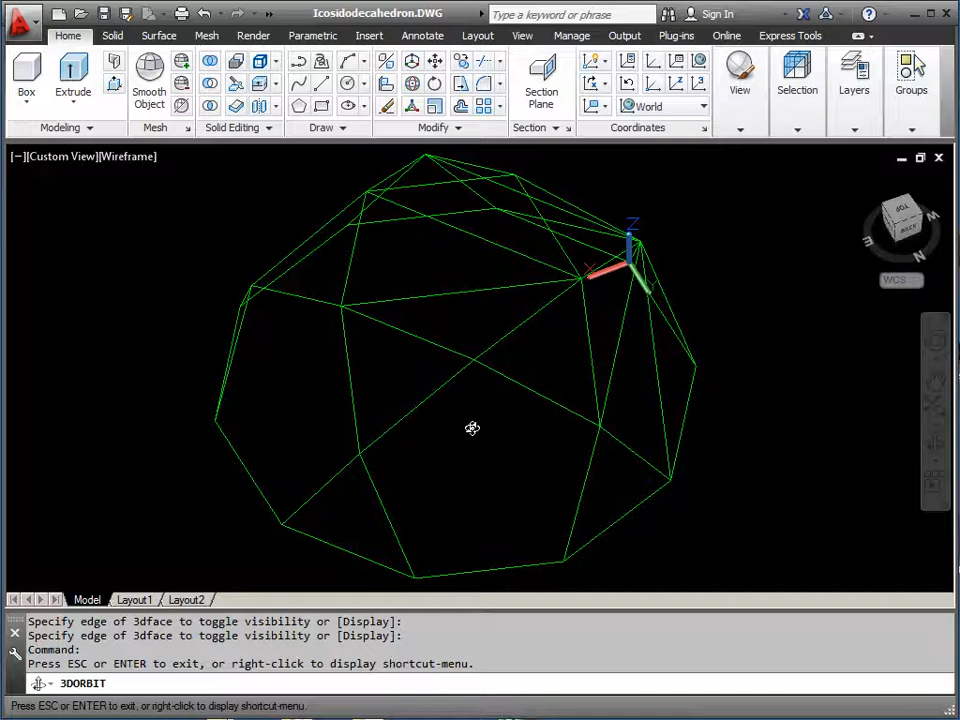 Icosidodecahedron.DWG
Type a keyword or phrase
Sign In
Home Solid Surface Mesh Render Parametric Insert Annotate Layout View Manage Output Plug-ins Online Express Tools
Box
Extrude
Smooth
Object
Section
Plane
World
View
Selection
Layers
Groups
Modeling
Mesh
Solid Editing
Draw
Modify
Section
Coordinates
[−][Custom View][Wireframe]
Z
X
TOP
BACK
W
E
N
WCS
Model Layout1 Layout2
Specify edge of 3dface to toggle visibility or [Display]:
Specify edge of 3dface to toggle visibility or [Display]:
Command:
Press ESC or ENTER to exit, or right-click to display shortcut-menu.
3DORBIT
Press ESC or ENTER to exit, or right-click to display shortcut-menu.